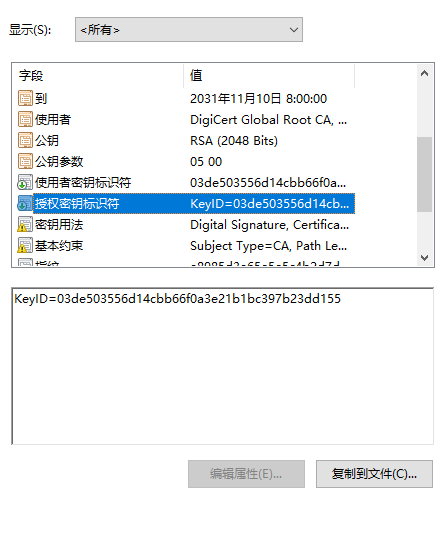 显示(S): <所有>
字段 值
到 2031年11月10日 8:00:00
使用者 DigiCert Global Root CA, ...
公钥 RSA (2048 Bits)
公钥参数 05 00
使用者密钥标识符 03de503556d14cbb66f0a...
授权密钥标识符 KeyID=03de503556d14cb...
密钥用法 Digital Signature, Certifica...
基本约束 Subject Type=CA, Path Le...
指纹 a8985d3a65e5e5c4b2d7d
KeyID=03de503556d14cbb66f0a3e21b1bc397b23dd155
编辑属性(E)...
复制到文件(C)...